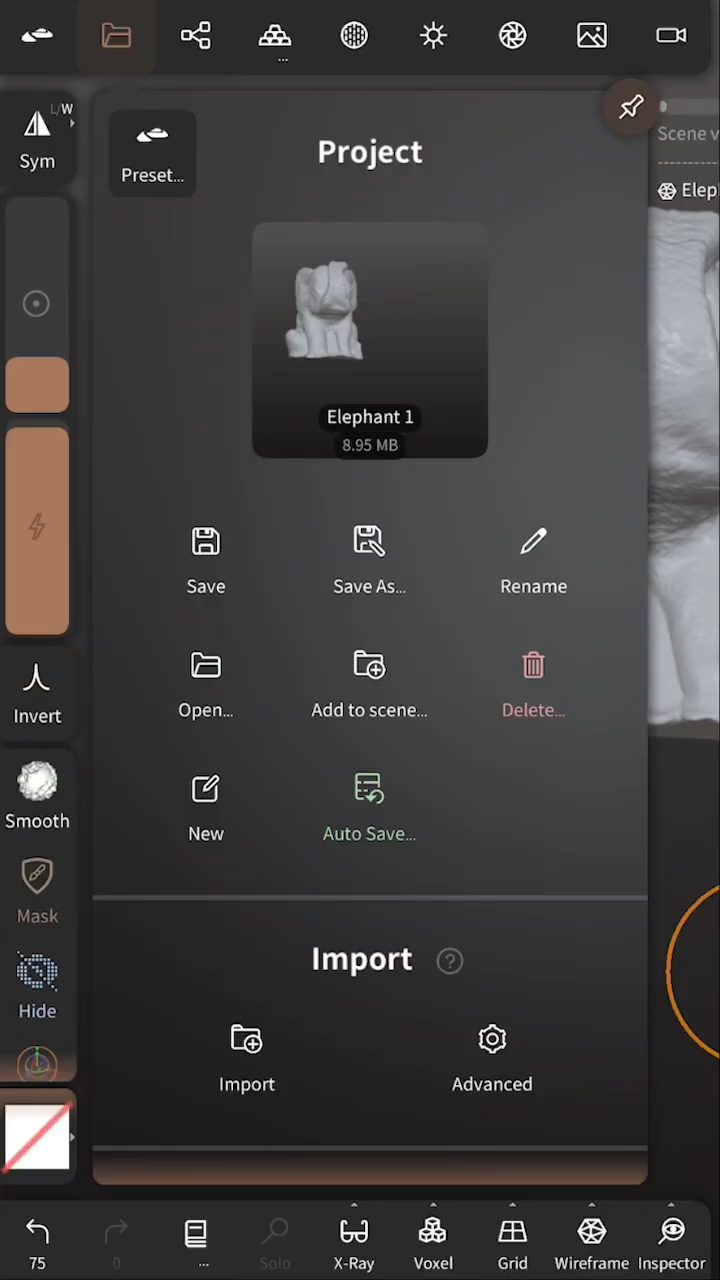 L/W
Sym
Preset...
Project
Scene v
Eleph
Elephant 1
8.95 MB
Save
Save As...
Rename
Open...
Add to scene...
Delete...
Invert
New
Auto Save...
Smooth
Mask
Import
Hide
Import
Advanced
75
0
...
Solo
X-Ray
Voxel
Grid
Wireframe
Inspector